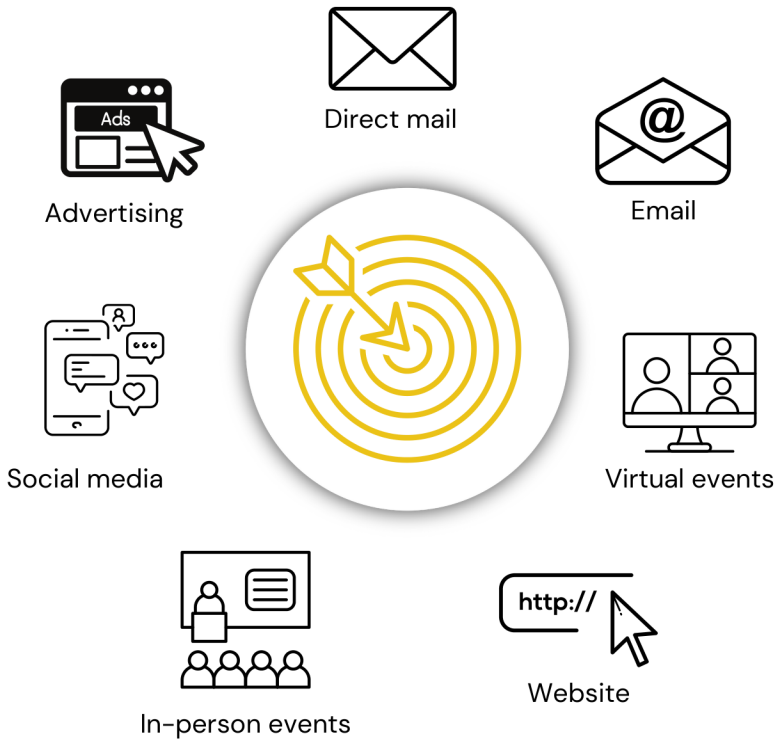 Direct mail
Ads
@
Advertising
Email
Social media
Virtual events
http://
In-person events
Website